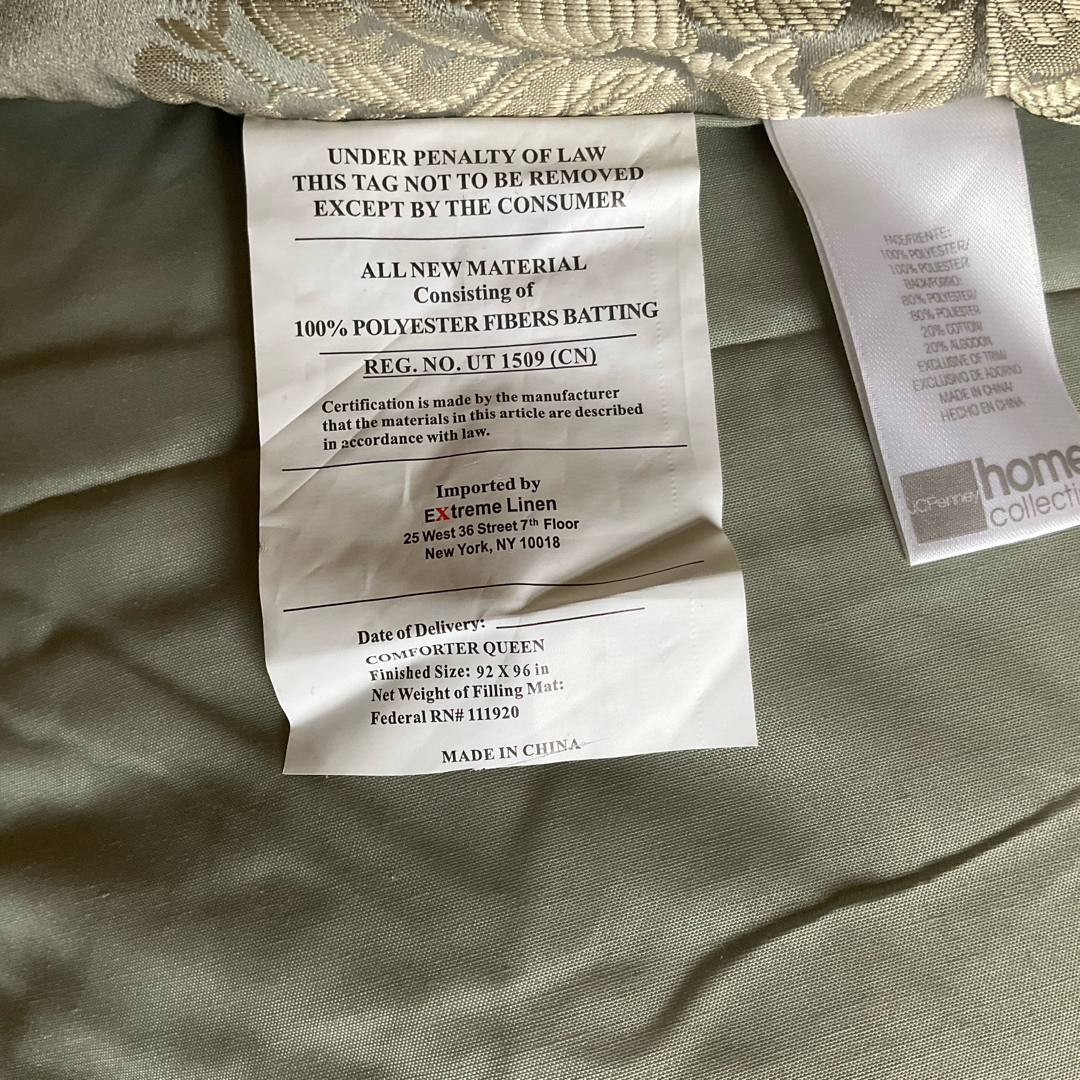 UNDER PENALTY OF LAW
THIS TAG NOT TO BE REMOVED
EXCEPT BY THE CONSUMER
ALL NEW MATERIAL
Consisting of
100% POLYESTER FIBERS BATTING
REG. NO. UT 1509 (CN)
Certification is made by the manufacturer
that the materials in this article are described
in accordance with law.
Imported by
EXtreme Linen
25 West 36 Street 7th Floor
New York, NY 10018
Date of Delivery:
COMFORTER QUEEN
Finished Size: 92 X 96 in
Net Weight of Filling Mat:
Federal RN# 111920
MADE IN CHINA
FACE/FRENTE:
100% POLYESTER/
100% POLIESTER
BACK/FORRO:
80% POLYESTER/
80% POLIESTER
20% COTTON/
20% ALGODON
EXCLUSIVE OF TRIM/
EXCLUSIVO DE ADORNO
MADE IN CHINA/
HECHO EN CHINA
JCPenney
home
collecti